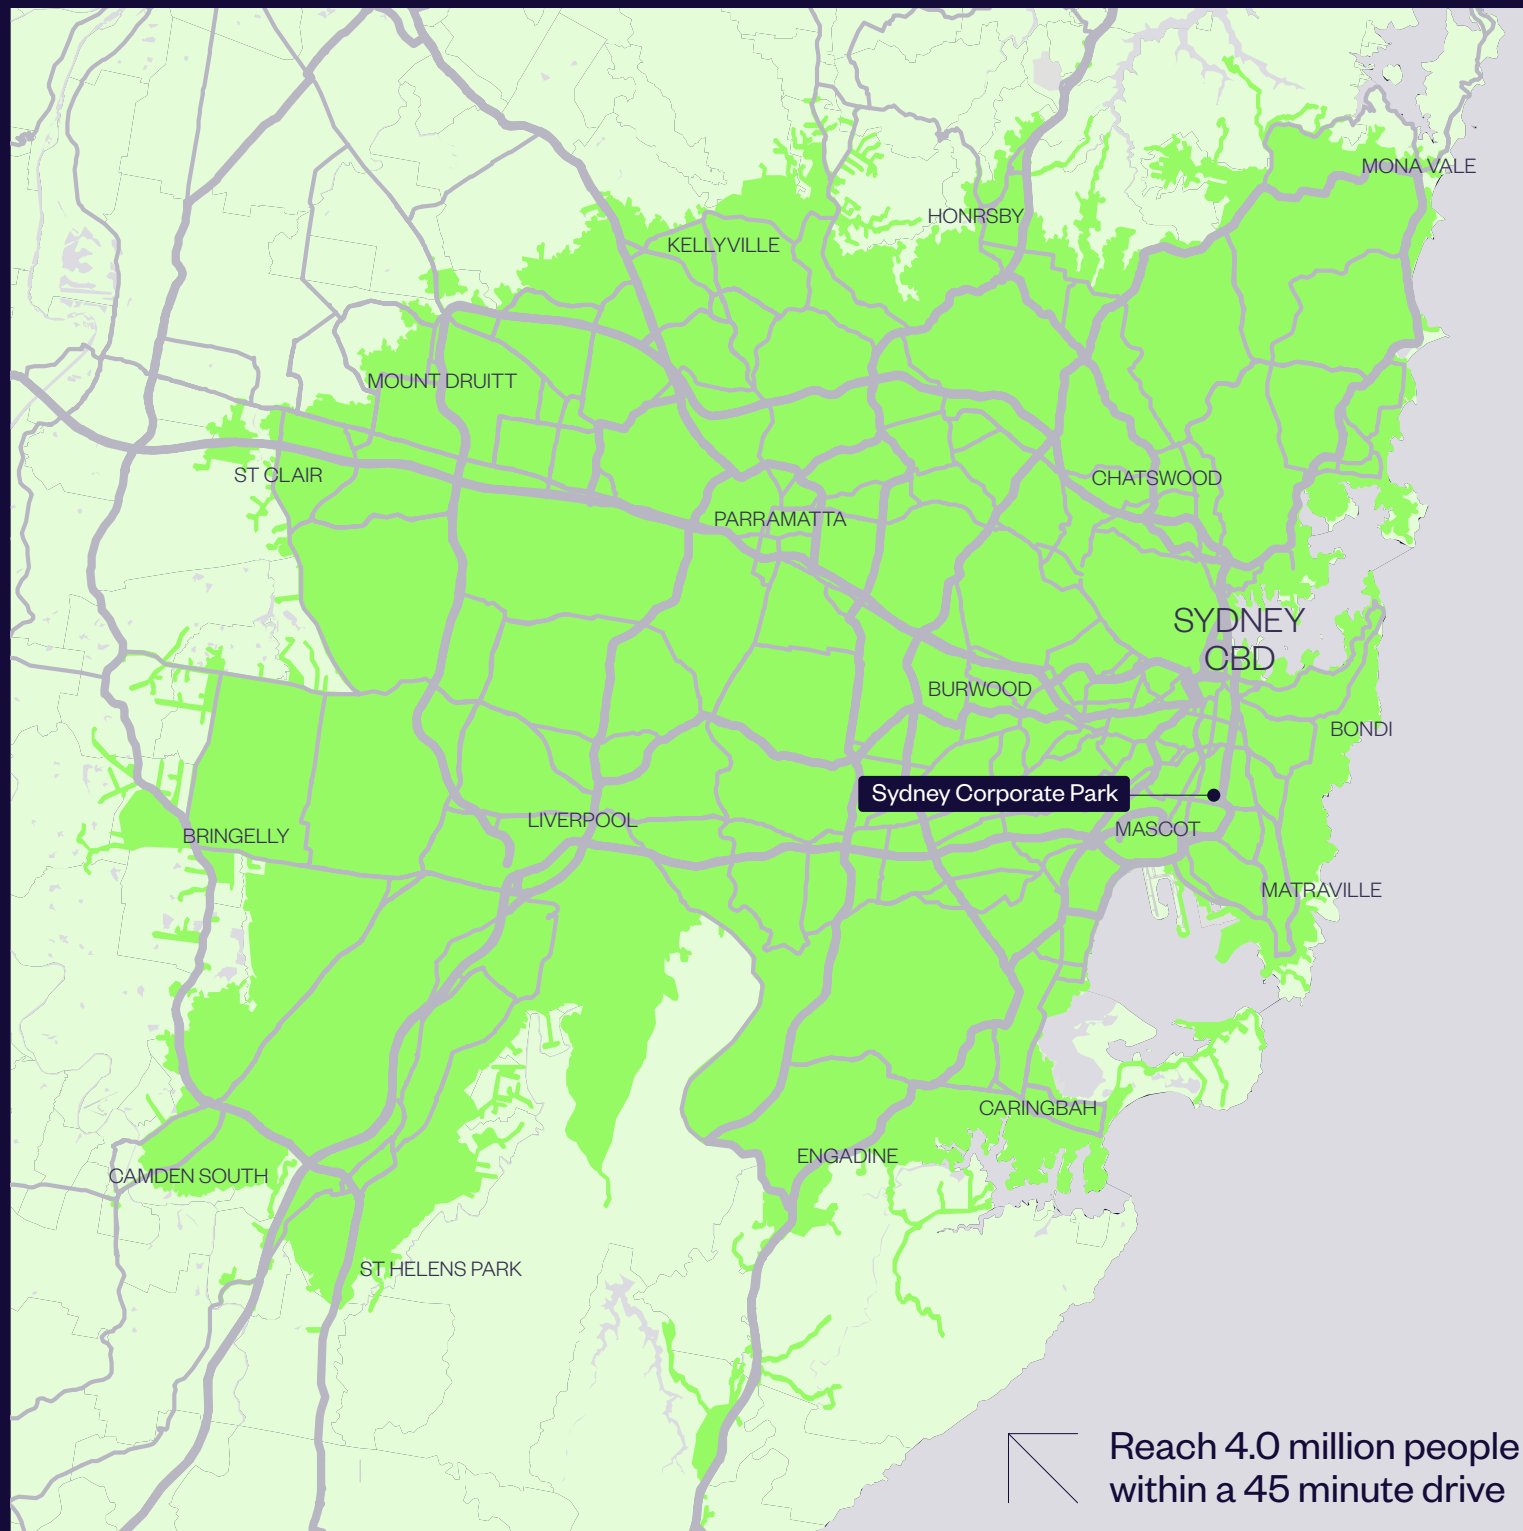 MONA VALE
HONRSBY
KELLYVILLE
MOUNT DRUITT
ST CLAIR
CHATSWOOD
PARRAMATTA
SYDNEY
CBD
BURWOOD
BONDI
Sydney Corporate Park
LIVERPOOL
MASCOT
BRINGELLY
MATRAVILLE
CARINGBAH
ENGADINE
CAMDEN SOUTH
ST HELENS PARK
Reach 4.0 million people
within a 45 minute drive